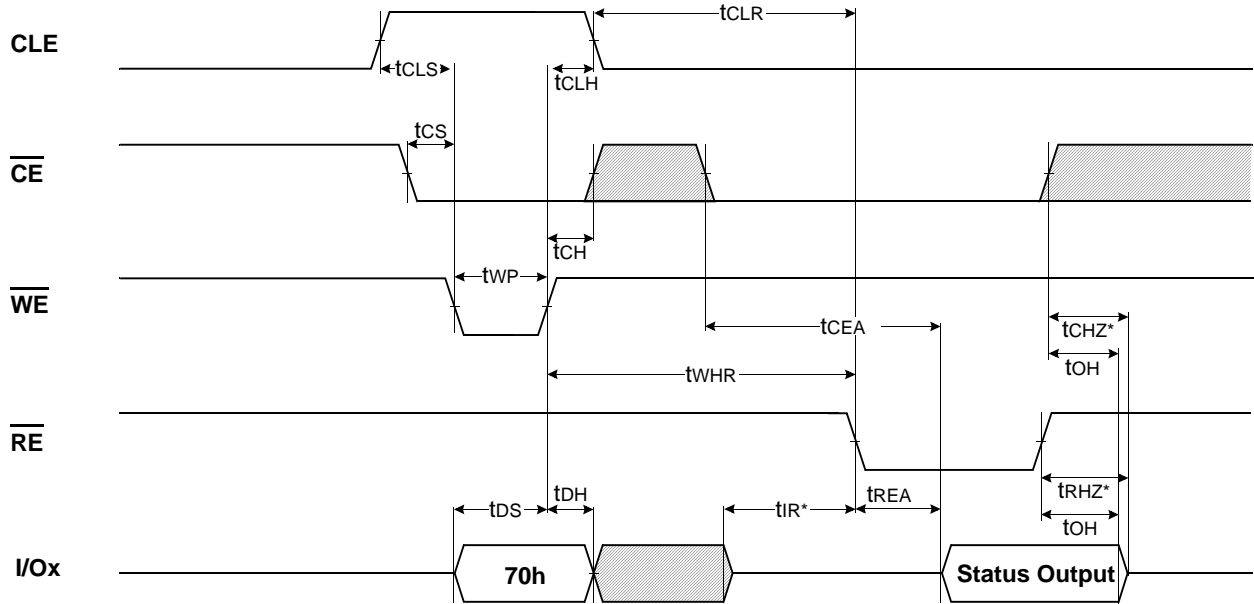 CLE
tCLR
tCLS
tCLH
tCS
CE
tCH
tWP
WE
tCEA
tCHZ*
tOH
tWHR
RE
tDH
tRHZ*
tDS
tIR*
tREA
tOH
I/Ox
70h
Status Output